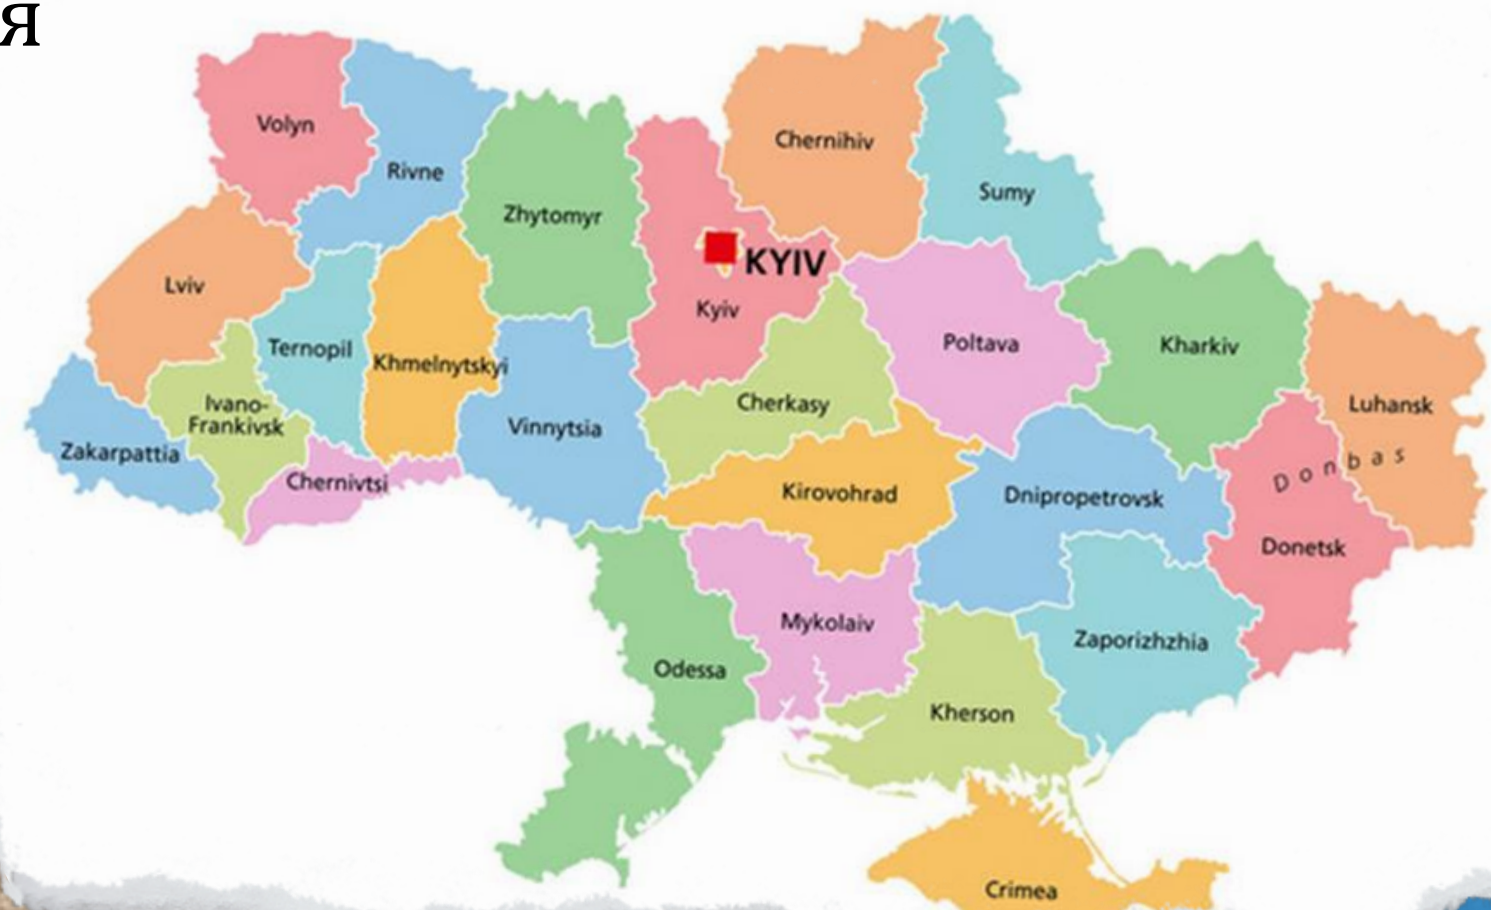 я
Volyn
Rivne
Zhytomyr
Chernihiv
Sumy
KYIV
Kyiv
Lviv
Ternopil
Khmelnytskyi
Poltava
Kharkiv
Ivano-
Frankivsk
Cherkasy
Luhansk
Zakarpattia
Vinnytsia
Donbas
Chernivtsi
Kirovohrad
Dnipropetrovsk
Donetsk
Mykolaiv
Zaporizhzhia
Odessa
Kherson
Crimea